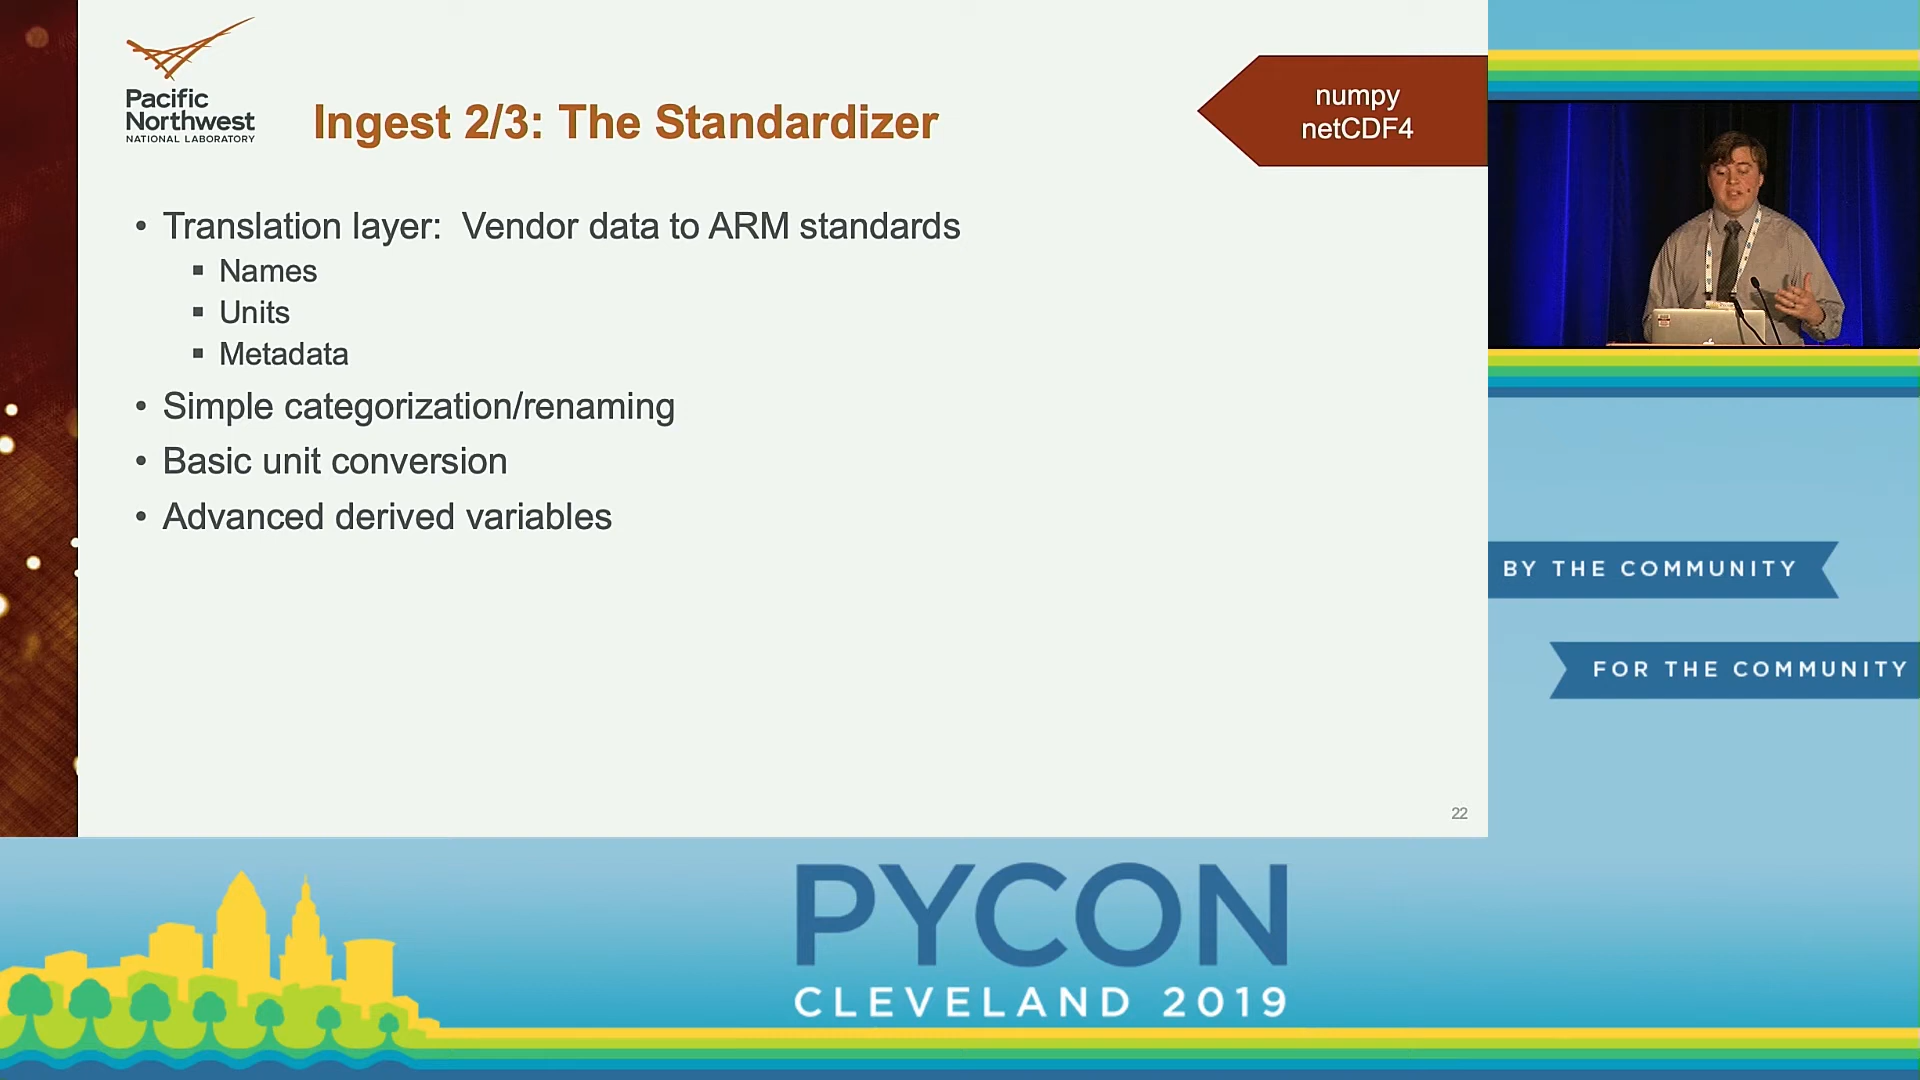 Pacific
Northwest
NATIONAL LABORATORY
Ingest 2/3: The Standardizer
numpy
netCDF4
• Translation layer:  Vendor data to ARM standards
▪ Names
▪ Units
▪ Metadata
• Simple categorization/renaming
• Basic unit conversion
• Advanced derived variables
22
BY THE COMMUNITY
FOR THE COMMUNITY
PYCON
CLEVELAND 2019